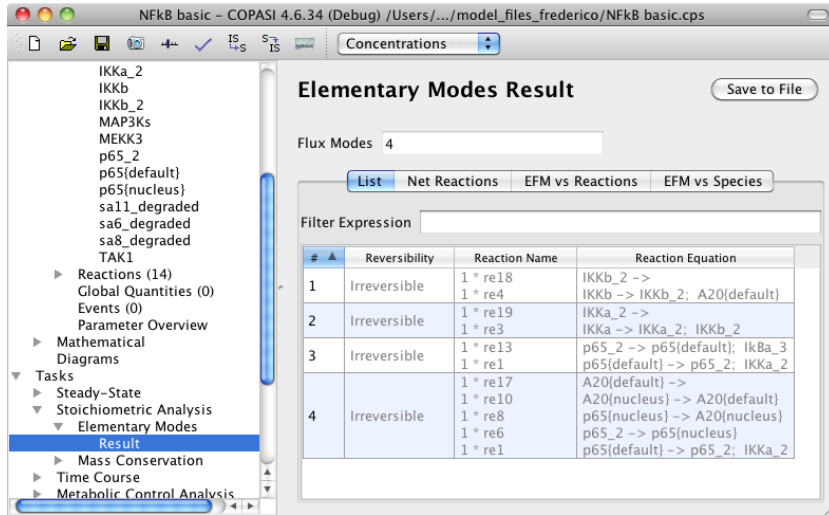 NFkB basic – COPASI 4.6.34 (Debug) /Users/.../model_files_frederico/NFkB basic.cps
Concentrations
IKKa_2
IKKb
IKKb_2
MAP3Ks
MEKK3
p65_2
p65{default}
p65{nucleus}
sa11_degraded
sa6_degraded
sa8_degraded
TAK1
Reactions (14)
Global Quantities (0)
Events (0)
Parameter Overview
Mathematical
Diagrams
Tasks
Steady-State
Stoichiometric Analysis
Elementary Modes
Result
Mass Conservation
Time Course
Metabolic Control Analysis
Elementary Modes Result
Save to File
Flux Modes 4
List Net Reactions EFM vs Reactions EFM vs Species
Filter Expression
# Reversibility Reaction Name Reaction Equation
1 Irreversible
1 * re18 IKKb_2 ->
1 * re4 IKKb -> IKKb_2; A20{default}
2 Irreversible
1 * re19 IKKa_2 ->
1 * re3 IKKa -> IKKa_2; IKKb_2
3 Irreversible
1 * re13 p65_2 -> p65{default}; IkBa_3
1 * re1 p65{default} -> p65_2; IKKa_2
4 Irreversible
1 * re17 A20{default} ->
1 * re10 A20{nucleus} -> A20{default}
1 * re8 p65{nucleus} -> A20{nucleus}
1 * re6 p65_2 -> p65{nucleus}
1 * re1 p65{default} -> p65_2; IKKa_2